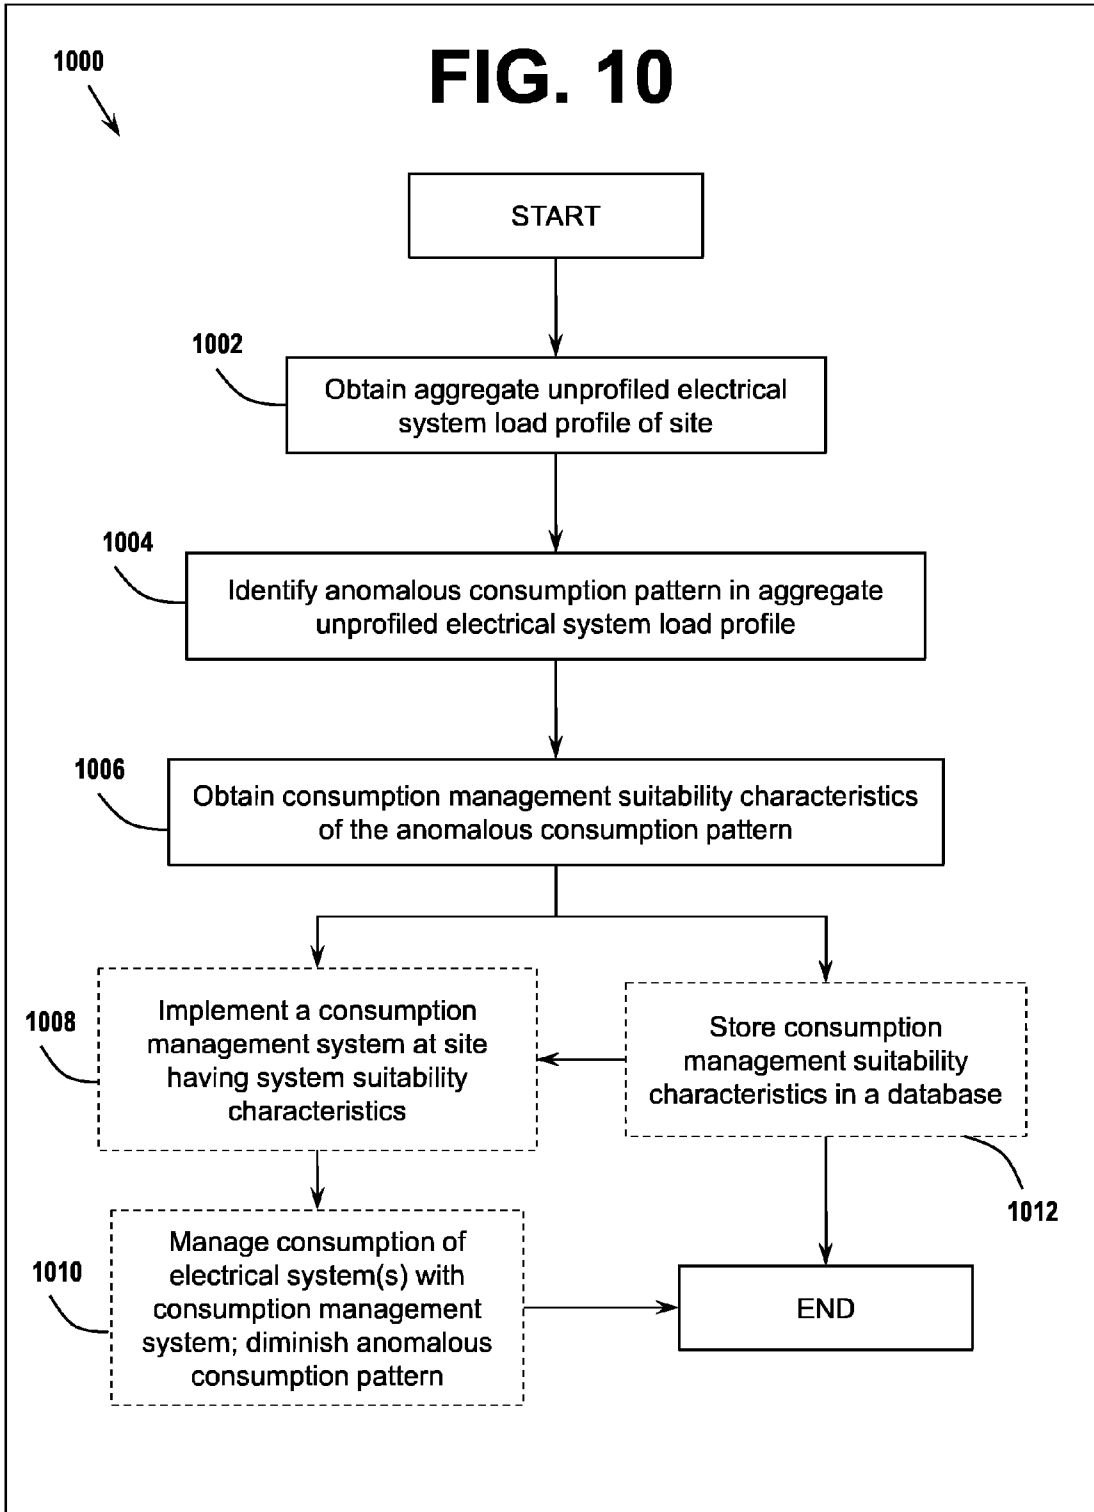 1000
FIG. 10
START
1002
Obtain aggregate unprofiled electrical
system load profile of site
1004
Identify anomalous consumption pattern in aggregate
unprofiled electrical system load profile
1006
Obtain consumption management suitability characteristics
of the anomalous consumption pattern
1008
Implement a consumption
management system at site
having system suitability
characteristics
Store consumption
management suitability
characteristics in a database
1012
1010
Manage consumption of
electrical system(s) with
consumption management
system; diminish anomalous
consumption pattern
END